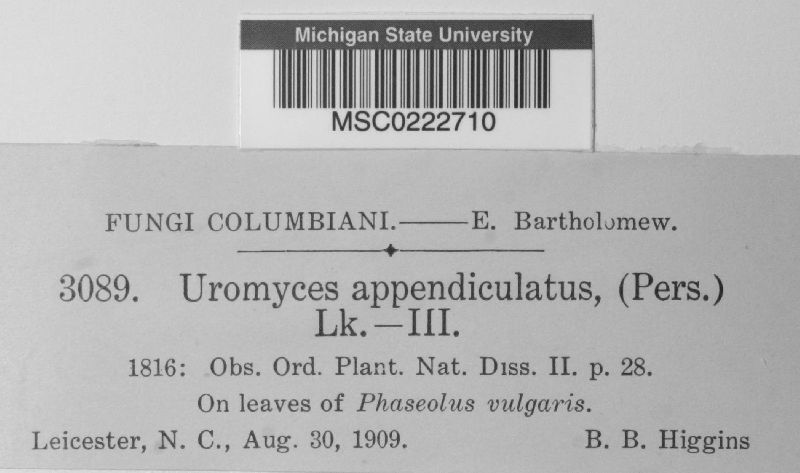 Michigan State University
MSC0222710
FUNGI COLUMBIANI.——E. Bartholomew.
3089. Uromyces appendiculatus, (Pers.)
Lk.—III.
1816: Obs. Ord. Plant. Nat. Diss. II. p. 28.
On leaves of Phaseolus vulgaris.
Leicester, N. C., Aug. 30, 1909. B. B. Higgins